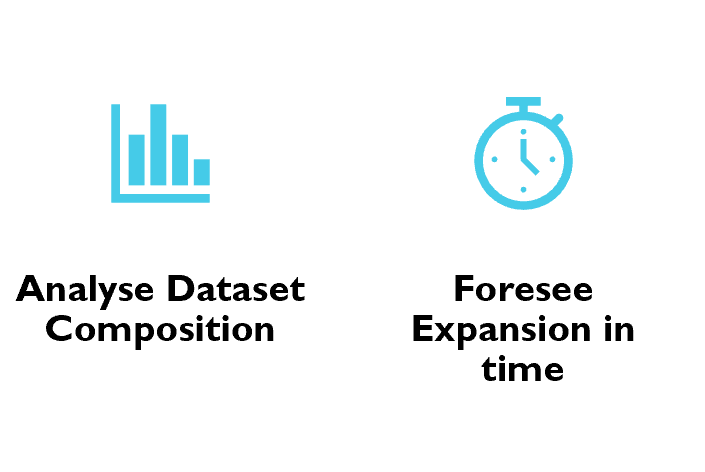 Analyse Dataset
Composition
Foresee
Expansion in
time